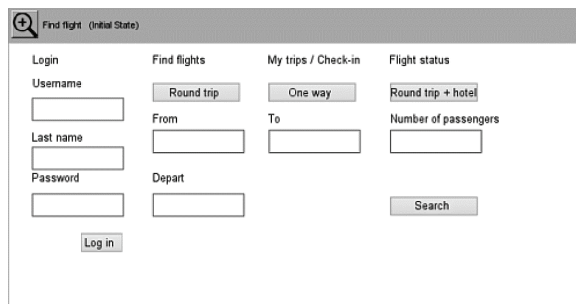 Find flight (Initial State)
Login Find flights My trips / Check-in Flight status
Username
Round trip One way Round trip + hotel
From To Number of passengers
Last name
Password Depart
Search
Log in